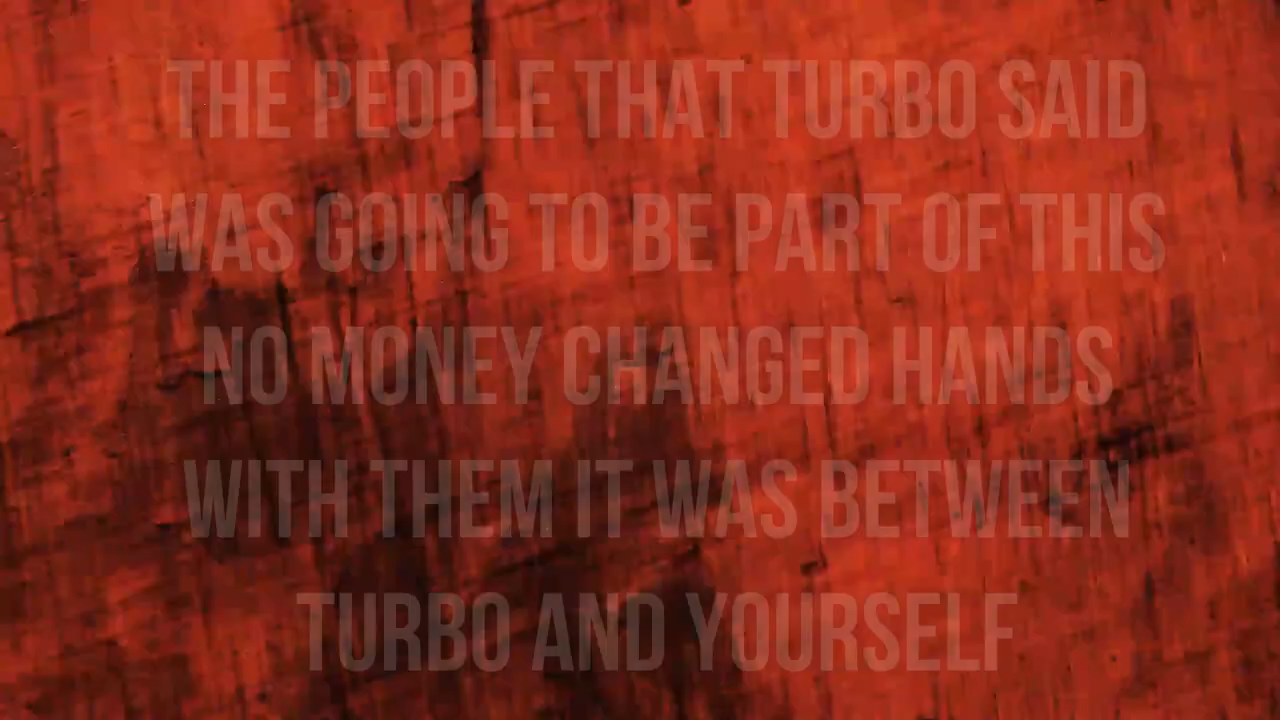 THE PEOPLE THAT TURBO SAID
WAS GOING TO BE PART OF THIS
NO MONEY CHANGED HANDS
WITH THEM IT WAS BETWEEN
TURBO AND YOURSELF